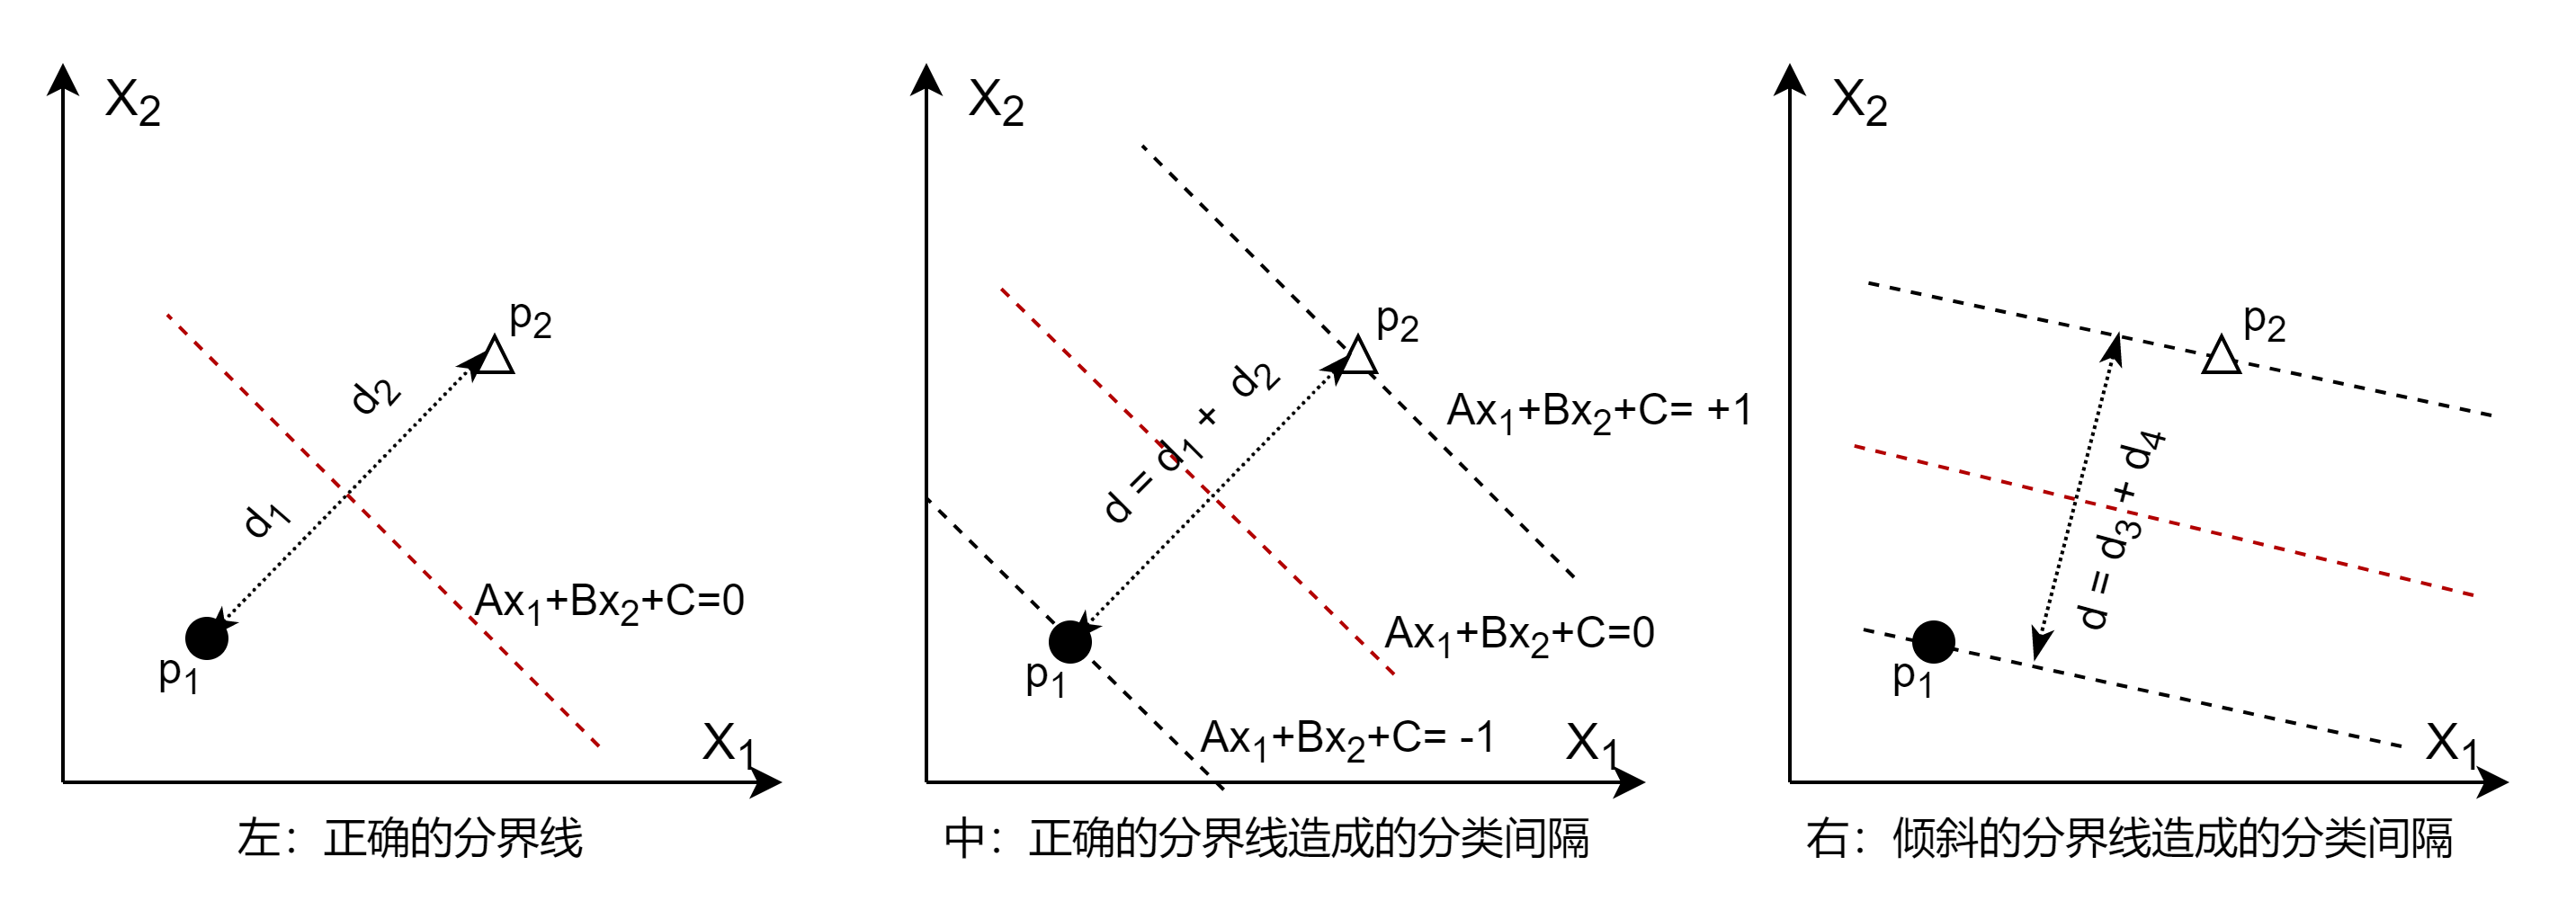 X₂
p₂
d₂
d₁
Ax₁+Bx₂+C=0
p₁
X₁
左：正确的分界线
X₂
p₂
d = d₁ + d₂
Ax₁+Bx₂+C= +1
Ax₁+Bx₂+C=0
p₁
Ax₁+Bx₂+C= -1
X₁
中：正确的分界线造成的分类间隔
X₂
p₂
d = d₃ + d₄
p₁
X₁
右：倾斜的分界线造成的分类间隔